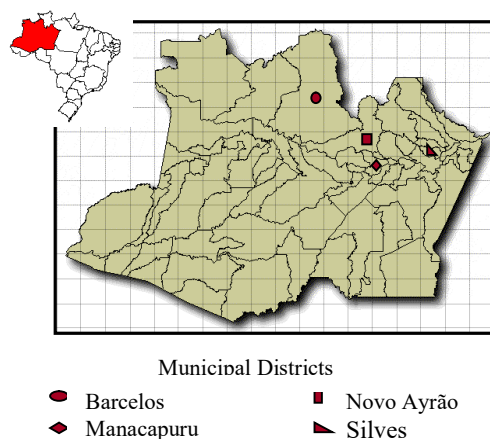 Municipal Districts
Barcelos
Novo Ayrão
Manacapuru
Silves